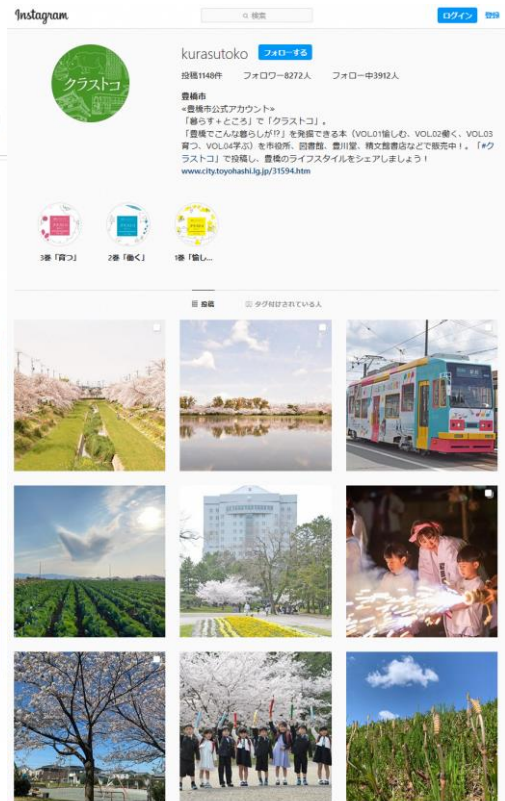 Instagram
検索
ログイン 登録
クラストコ
kurasutoko フォローする
投稿1148件 フォロワー8272人 フォロー中3912人
豊橋市
«豊橋市公式アカウント»
「暮らす+ところ」で「クラストコ」。
「豊橋でこんな暮らしが!?」を発掘できる本（VOL.01愉しむ、VOL.02働く、VOL.03
育つ、VOL.04学ぶ）を市役所、図書館、豊川堂、精文館書店などで販売中！「#ク
ラストコ」で投稿し、豊橋のライフスタイルをシェアしましょう！
www.city.toyohashi.lg.jp/31594.htm
3巻「育つ」 2巻「働く」 1巻「愉し...
投稿 タグ付けされている人